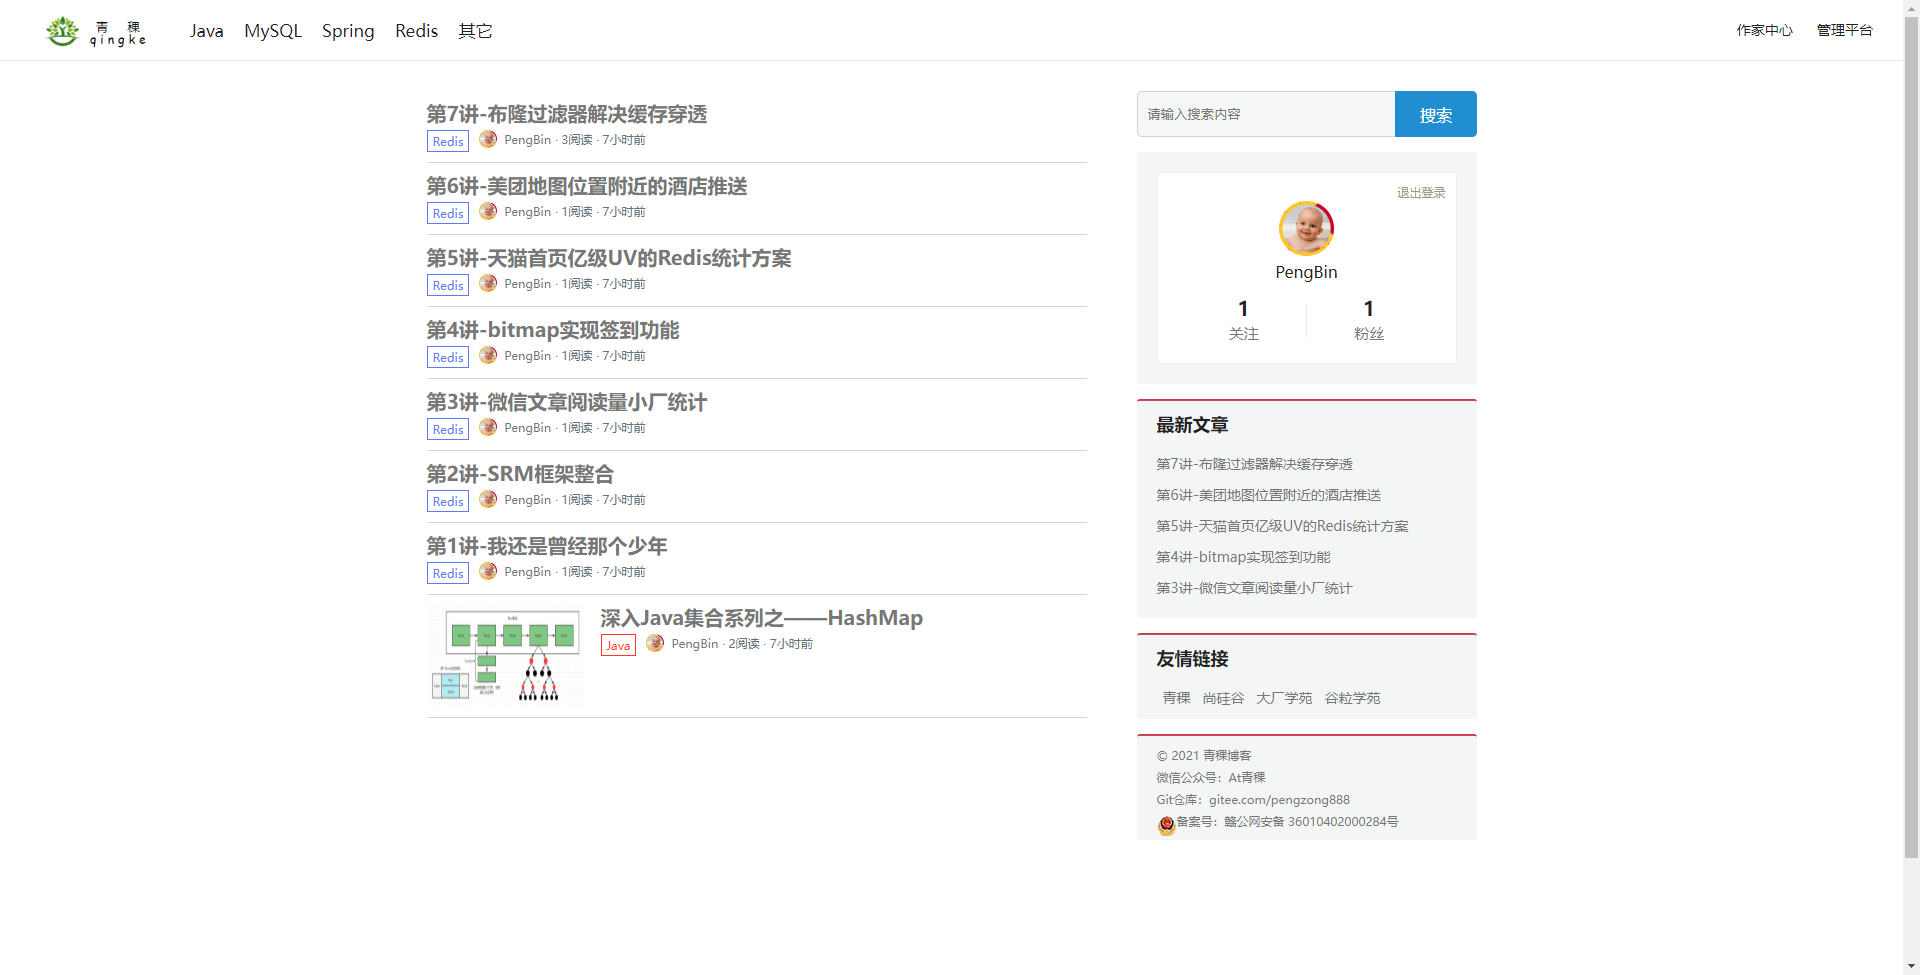 青 稞
qingke
Java MySQL Spring Redis 其它
作家中心 管理平台
第7讲-布隆过滤器解决缓存穿透
Redis PengBin · 3阅读 · 7小时前
第6讲-美团地图位置附近的酒店推送
Redis PengBin · 1阅读 · 7小时前
第5讲-天猫首页亿级UV的Redis统计方案
Redis PengBin · 1阅读 · 7小时前
第4讲-bitmap实现签到功能
Redis PengBin · 1阅读 · 7小时前
第3讲-微信文章阅读量小厂统计
Redis PengBin · 1阅读 · 7小时前
第2讲-SRM框架整合
Redis PengBin · 1阅读 · 7小时前
第1讲-我还是曾经那个少年
Redis PengBin · 1阅读 · 7小时前
深入Java集合系列之——HashMap
Java PengBin · 2阅读 · 7小时前
请输入搜索内容 搜索
退出登录
PengBin
1 1
关注 粉丝
最新文章
第7讲-布隆过滤器解决缓存穿透
第6讲-美团地图位置附近的酒店推送
第5讲-天猫首页亿级UV的Redis统计方案
第4讲-bitmap实现签到功能
第3讲-微信文章阅读量小厂统计
友情链接
青稞 尚硅谷 大厂学苑 谷粒学苑
© 2021 青稞博客
微信公众号：At青稞
Git仓库：gitee.com/pengzong888
备案号：赣公网安备 36010402000284号